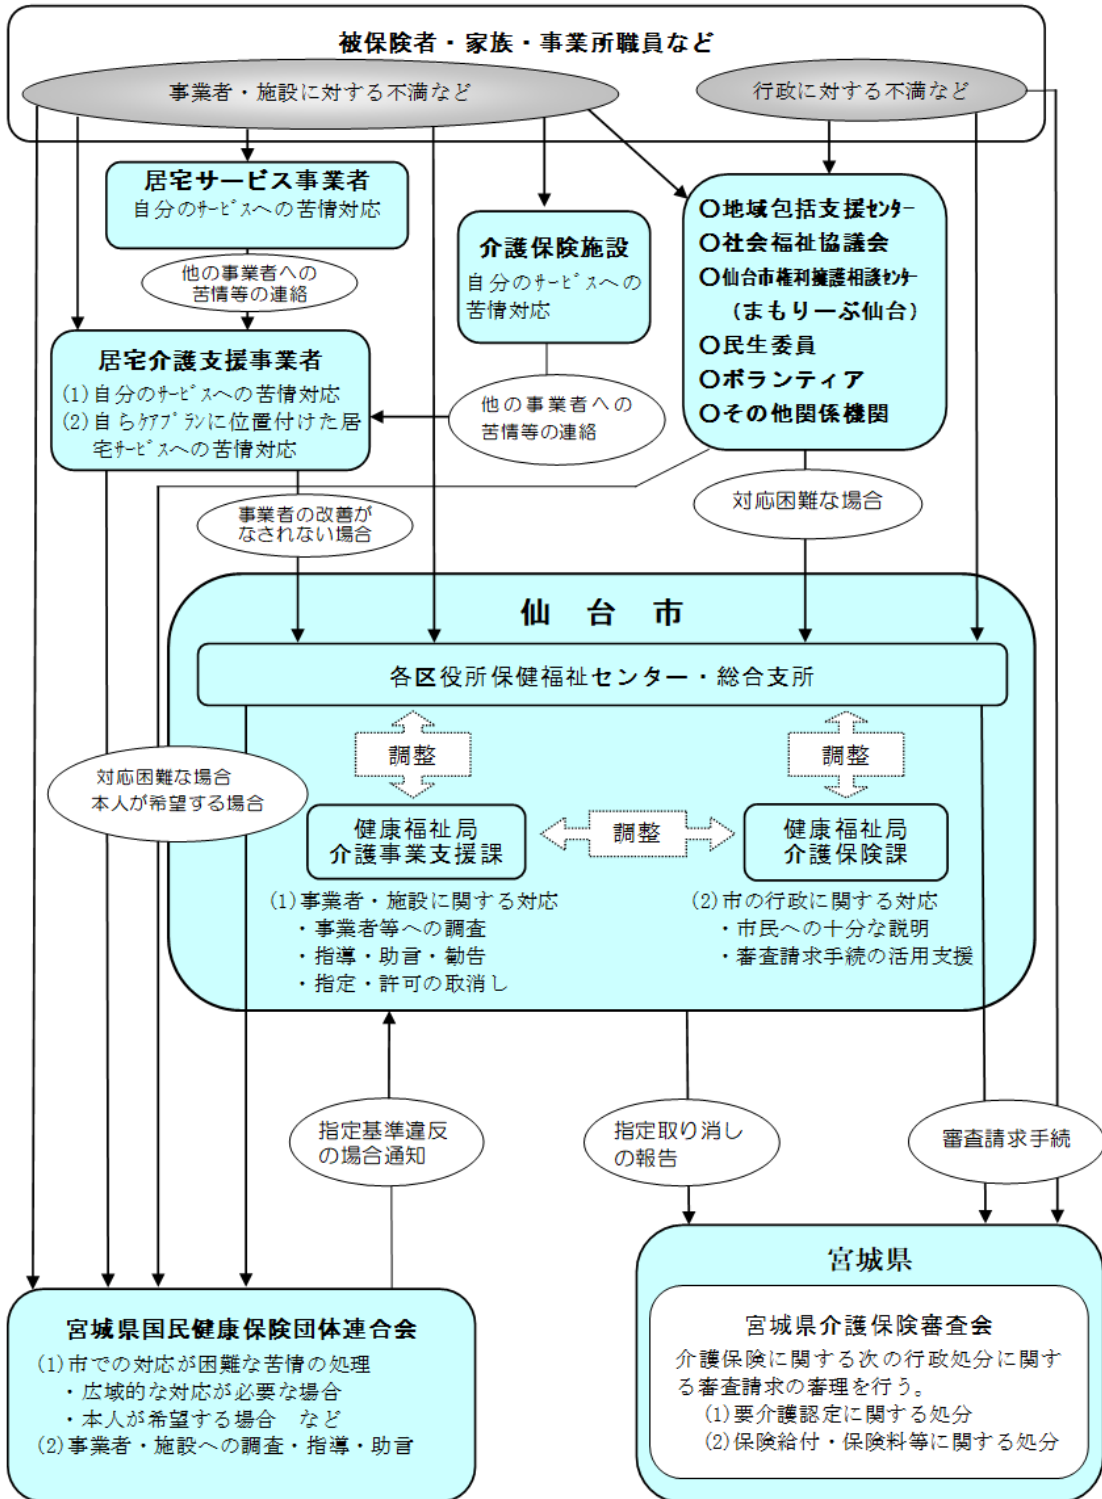 被保険者・家族・事業所職員など
事業者・施設に対する不満など
行政に対する不満など
居宅サービス事業者
自分のｻｰﾋﾞｽへの苦情対応
他の事業者への
苦情等の連絡
介護保険施設
自分のｻｰﾋﾞｽへの
苦情対応
〇地域包括支援ｾﾝﾀｰ
〇社会福祉協議会
〇仙台市権利擁護相談ｾﾝﾀｰ
(まもりーぶ仙台)
〇民生委員
〇ボランティア
〇その他関係機関
居宅介護支援事業者
(1)自分のｻｰﾋﾞｽへの苦情対応
(2)自らｹｱﾌﾟﾗﾝに位置付けた居
宅ｻｰﾋﾞｽへの苦情対応
他の事業者への
苦情等の連絡
事業者の改善が
なされない場合
対応困難な場合
仙台市
各区役所保健福祉センター・総合支所
調整
調整
対応困難な場合
本人が希望する場合
健康福祉局
介護事業支援課
調整
健康福祉局
介護保険課
(1)事業者・施設に関する対応
・事業者等への調査
・指導・助言・勧告
・指定・許可の取消し
(2)市の行政に関する対応
・市民への十分な説明
・審査請求手続の活用支援
指定基準違反
の場合通知
指定取り消し
の報告
審査請求手続
宮城県国民健康保険団体連合会
(1)市での対応が困難な苦情の処理
・広域的な対応が必要な場合
・本人が希望する場合　など
(2)事業者・施設への調査・指導・助言
宮城県
宮城県介護保険審査会
介護保険に関する次の行政処分に関す
る審査請求の審理を行う。
(1)要介護認定に関する処分
(2)保険給付・保険料等に関する処分